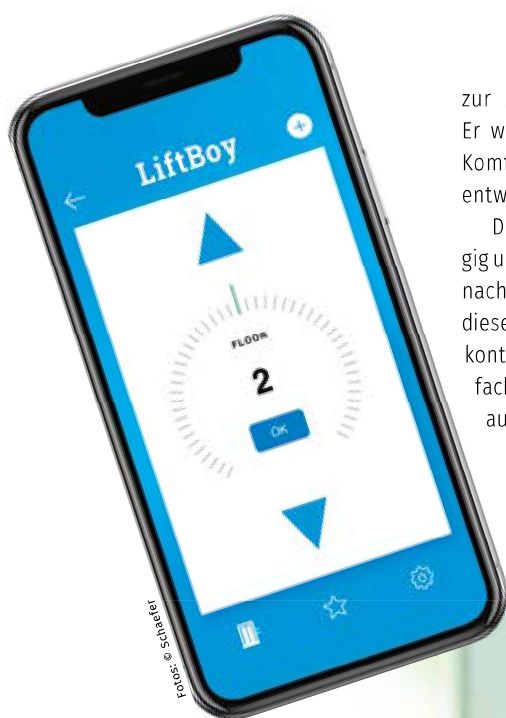 LiftBoy
FLOOR
2
OK
Fotos: © Schaefer
zur
Er w
Komf
entw
D
gig u
nach
diese
kont
fach
au